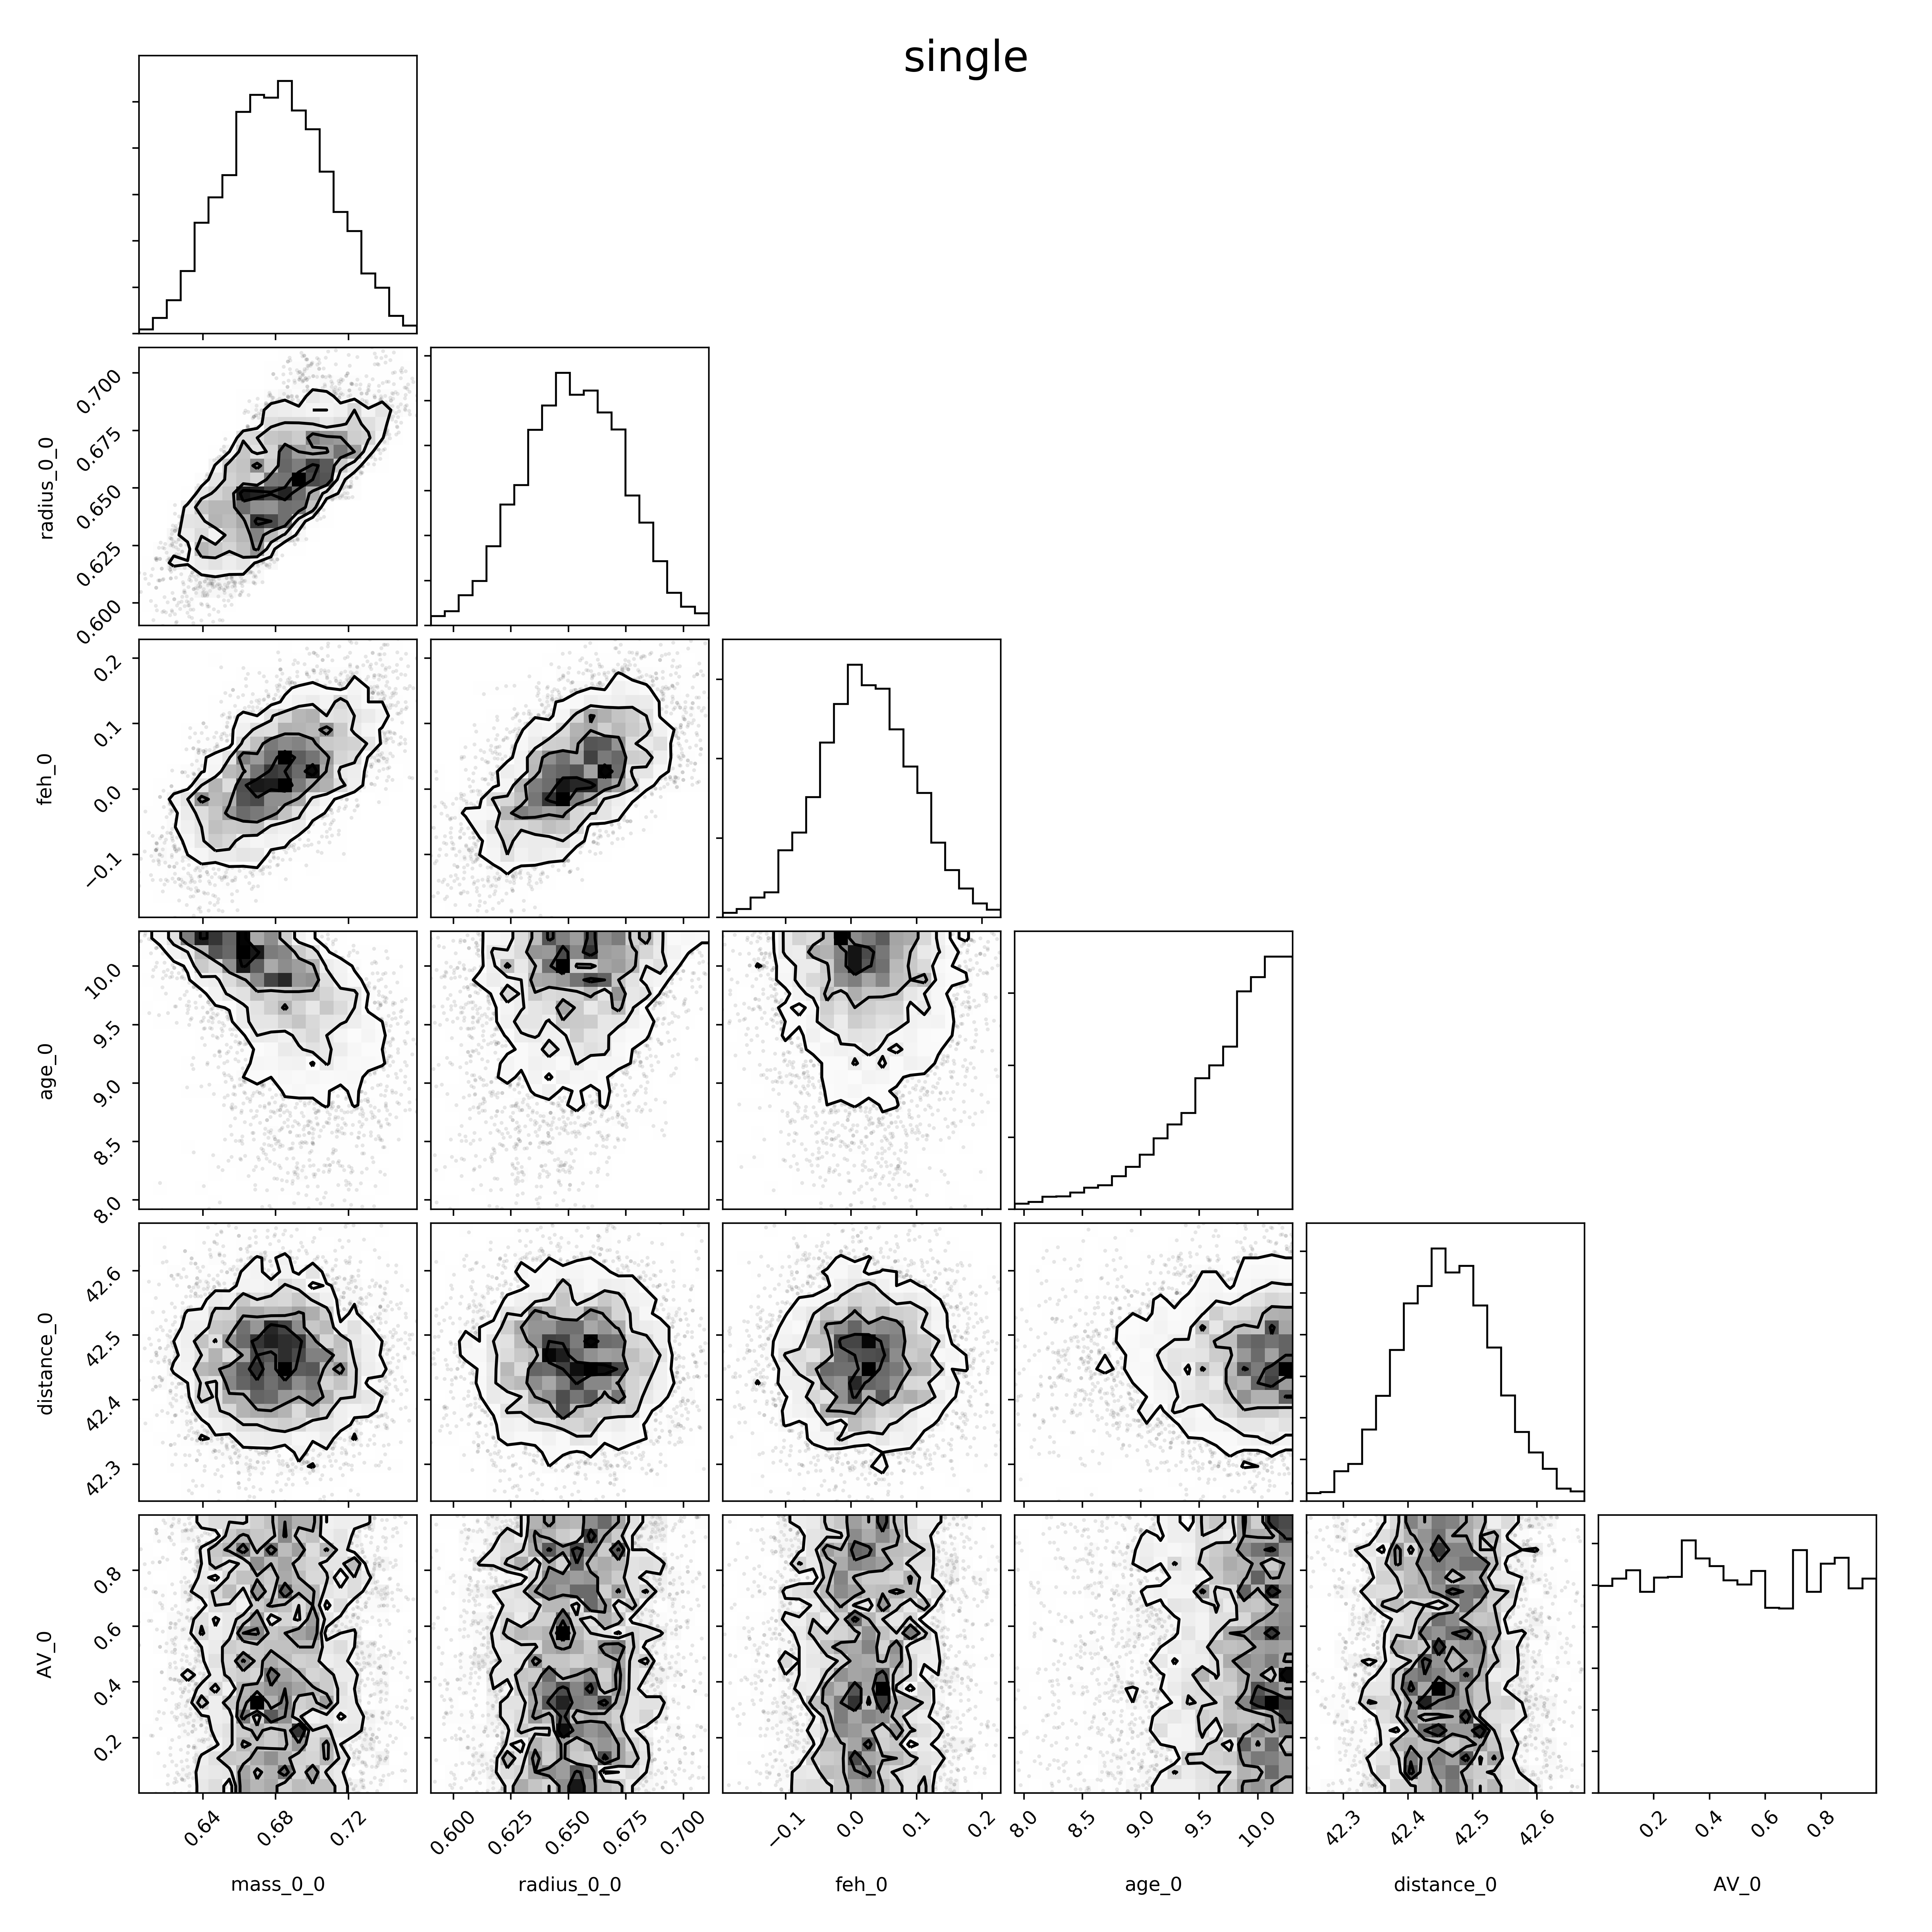 single
0.700
0.675
0.650
0.625
0.600
radius_0_0
0.2
0.1
0.0
−0.1
feh_0
10.0
9.5
9.0
8.5
8.0
age_0
42.6
42.5
42.4
42.3
distance_0
0.8
0.6
0.4
0.2
AV_0
0.64 0.68 0.72
0.600 0.625 0.650 0.675 0.700
−0.1 0.0 0.1 0.2
8.0 8.5 9.0 9.5 10.0
42.3 42.4 42.5 42.6
0.2 0.4 0.6 0.8
mass_0_0 radius_0_0 feh_0 age_0 distance_0 AV_0